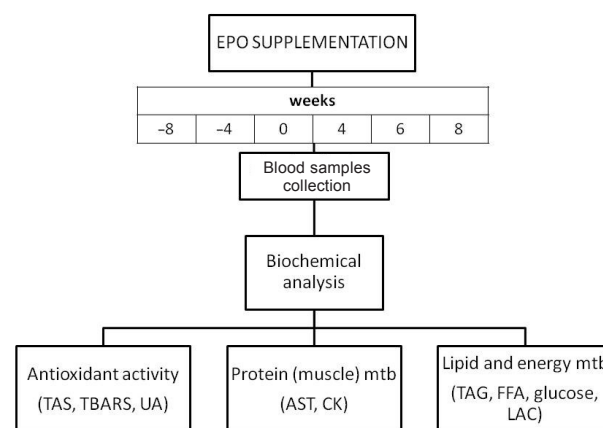 EPO SUPPLEMENTATION
weeks
–8 –4 0 4 6 8
Blood samples
collection
Biochemical
analysis
Antioxidant activity
(TAS, TBARS, UA)
Protein (muscle) mtb
(AST, CK)
Lipid and energy mtb
(TAG, FFA, glucose,
LAC)